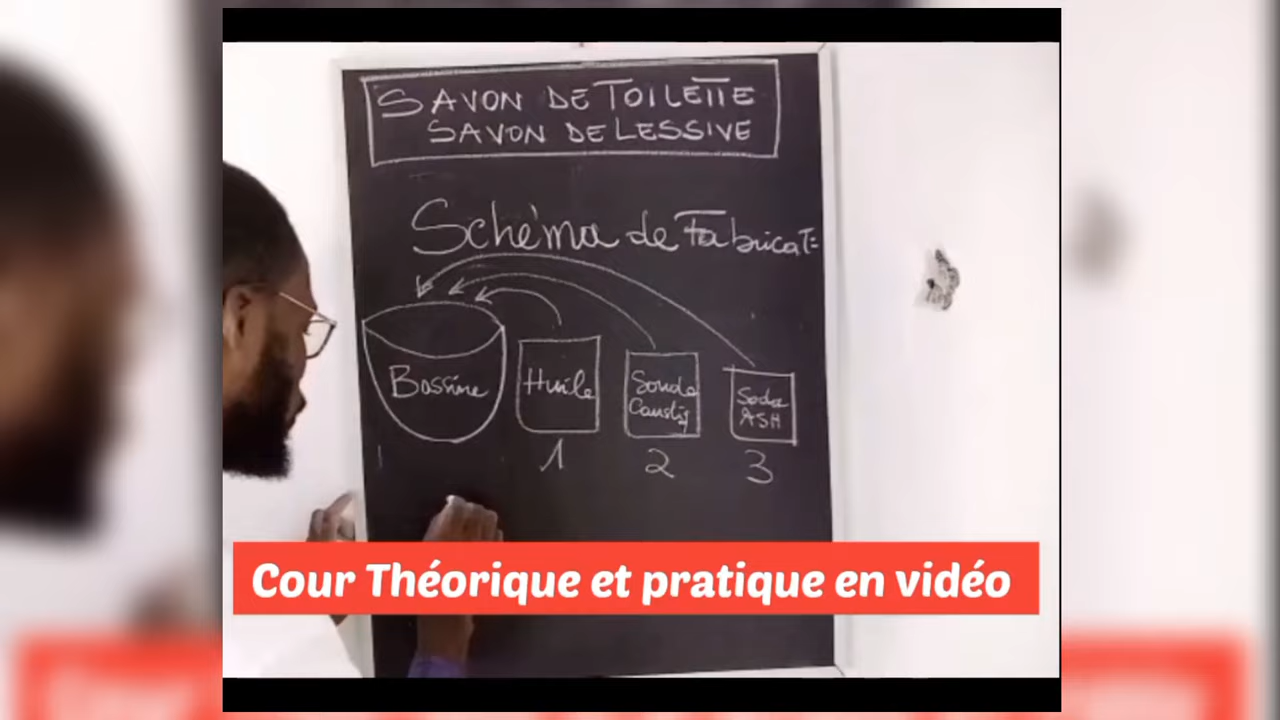 SAVON DE TOILETTE
SAVON DE LESSIVE
Schéma de Fabricat=
Bassine
Huile
Soude
Caustiq
Soda
ASH
1
2
3
Cour Théorique et pratique en vidéo